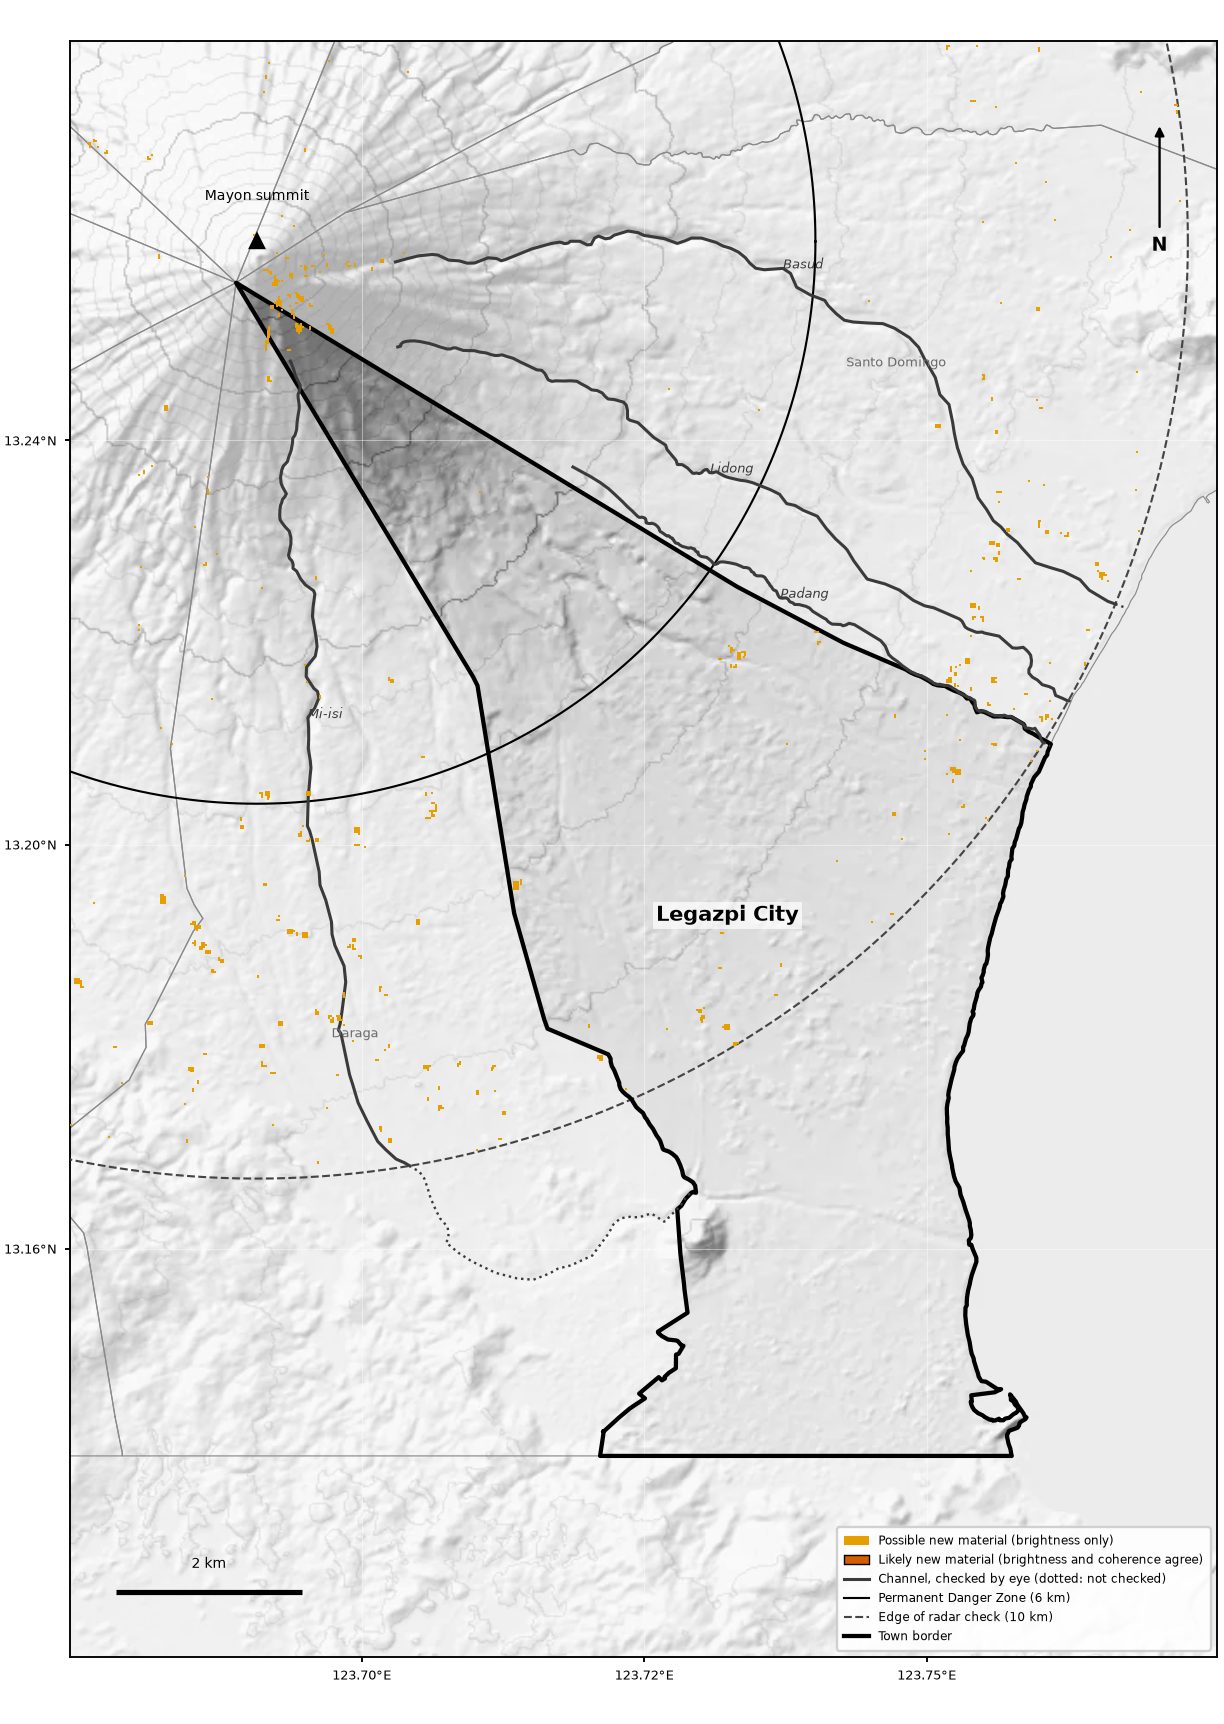 Mayon summit
N
Basud
Santo Domingo
13.24°N
Lidong
Padang
Mi-isi
13.20°N
Legazpi City
Daraga
13.16°N
2 km
Possible new material (brightness only)
Likely new material (brightness and coherence agree)
Channel, checked by eye (dotted: not checked)
Permanent Danger Zone (6 km)
Edge of radar check (10 km)
Town border
123.70°E
123.72°E
123.75°E